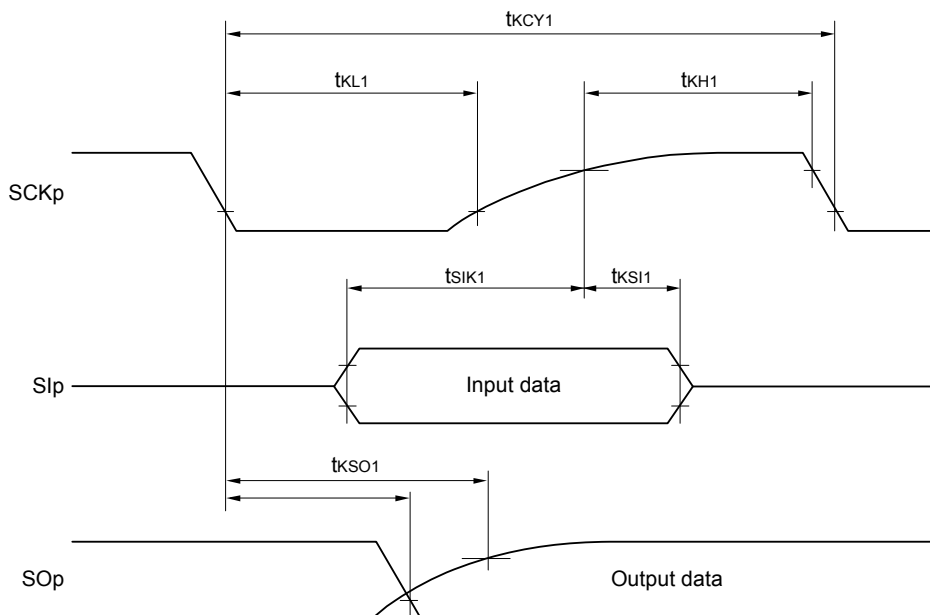 tKCY1
tKL1
tKH1
SCKp
tSIK1
tKSI1
SIp
Input data
tKSO1
SOp
Output data